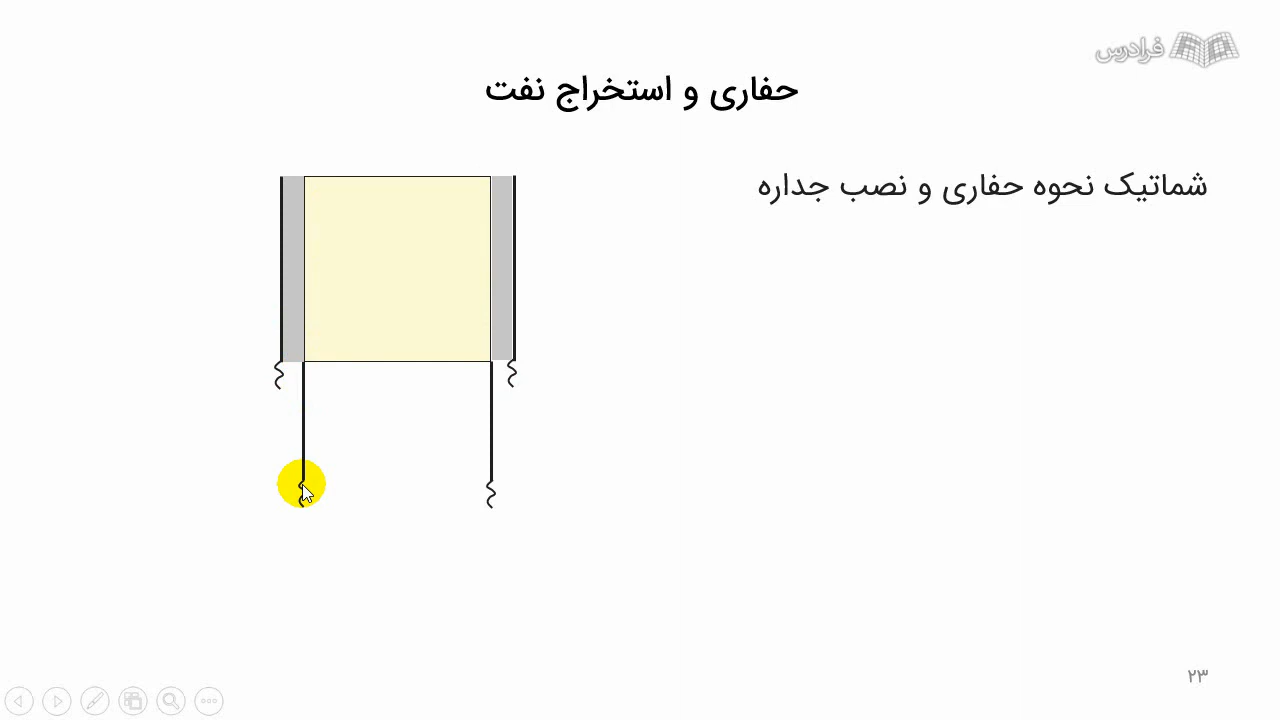 فرادرس
حفاری و استخراج نفت
شماتیک نحوه حفاری و نصب جداره
۲۳